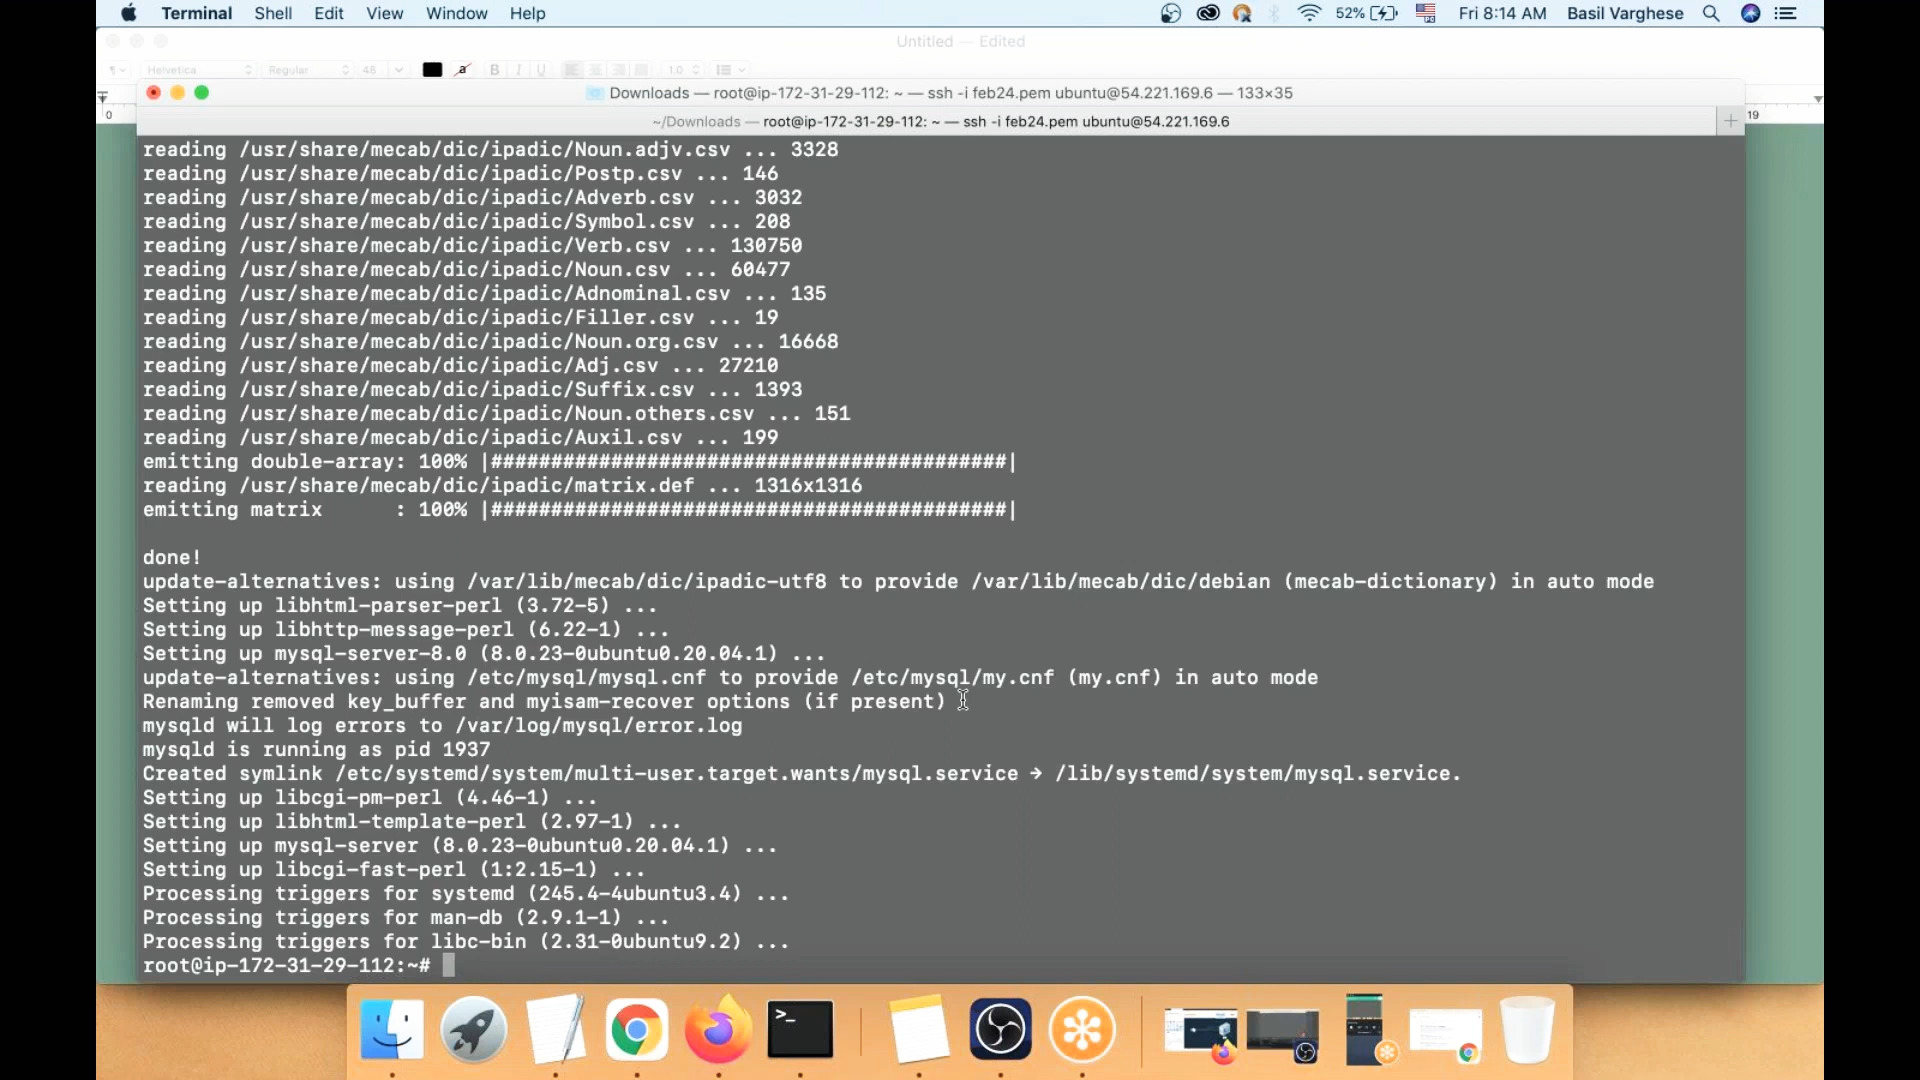 Terminal Shell Edit View Window Help 52% Fri 8:14 AM Basil Varghese
Untitled — Edited
Helvetica Regular 48 a B I U 1.0
Downloads — root@ip-172-31-29-112: ~ — ssh -i feb24.pem ubuntu@54.221.169.6 — 133×35
0 ~/Downloads — root@ip-172-31-29-112: ~ — ssh -i feb24.pem ubuntu@54.221.169.6 + 19
reading /usr/share/mecab/dic/ipadic/Noun.adjv.csv ... 3328
reading /usr/share/mecab/dic/ipadic/Postp.csv ... 146
reading /usr/share/mecab/dic/ipadic/Adverb.csv ... 3032
reading /usr/share/mecab/dic/ipadic/Symbol.csv ... 208
reading /usr/share/mecab/dic/ipadic/Verb.csv ... 130750
reading /usr/share/mecab/dic/ipadic/Noun.csv ... 60477
reading /usr/share/mecab/dic/ipadic/Adnominal.csv ... 135
reading /usr/share/mecab/dic/ipadic/Filler.csv ... 19
reading /usr/share/mecab/dic/ipadic/Noun.org.csv ... 16668
reading /usr/share/mecab/dic/ipadic/Adj.csv ... 27210
reading /usr/share/mecab/dic/ipadic/Suffix.csv ... 1393
reading /usr/share/mecab/dic/ipadic/Noun.others.csv ... 151
reading /usr/share/mecab/dic/ipadic/Auxil.csv ... 199
emitting double-array: 100% |###########################################|
reading /usr/share/mecab/dic/ipadic/matrix.def ... 1316x1316
emitting matrix      : 100% |###########################################|
done!
update-alternatives: using /var/lib/mecab/dic/ipadic-utf8 to provide /var/lib/mecab/dic/debian (mecab-dictionary) in auto mode
Setting up libhtml-parser-perl (3.72-5) ...
Setting up libhttp-message-perl (6.22-1) ...
Setting up mysql-server-8.0 (8.0.23-0ubuntu0.20.04.1) ...
update-alternatives: using /etc/mysql/mysql.cnf to provide /etc/mysql/my.cnf (my.cnf) in auto mode
Renaming removed key_buffer and myisam-recover options (if present)
mysqld will log errors to /var/log/mysql/error.log
mysqld is running as pid 1937
Created symlink /etc/systemd/system/multi-user.target.wants/mysql.service → /lib/systemd/system/mysql.service.
Setting up libcgi-pm-perl (4.46-1) ...
Setting up libhtml-template-perl (2.97-1) ...
Setting up mysql-server (8.0.23-0ubuntu0.20.04.1) ...
Setting up libcgi-fast-perl (1:2.15-1) ...
Processing triggers for systemd (245.4-4ubuntu3.4) ...
Processing triggers for man-db (2.9.1-1) ...
Processing triggers for libc-bin (2.31-0ubuntu9.2) ...
root@ip-172-31-29-112:~#
>_